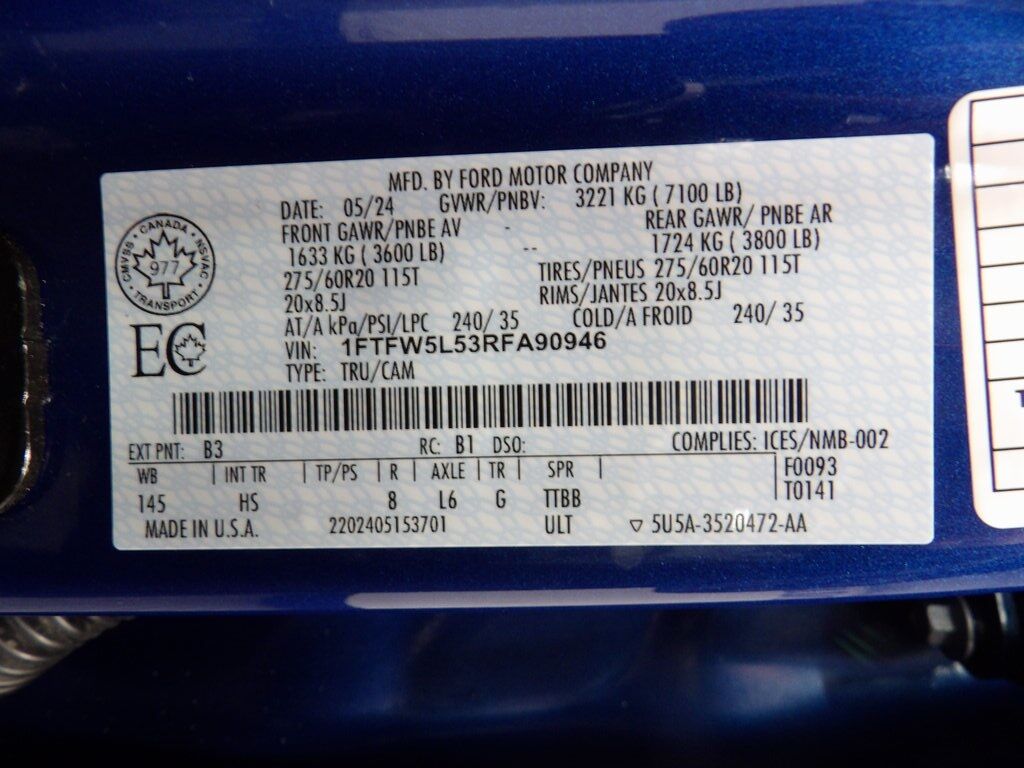 MFD. BY FORD MOTOR COMPANY
DATE: 05/24 GVWR/PNBV: 3221 KG ( 7100 LB)
FRONT GAWR/PNBE AV - REAR GAWR/ PNBE AR
1633 KG ( 3600 LB) -- 1724 KG ( 3800 LB)
275/60R20 115T TIRES/PNEUS 275/60R20 115T
20x8.5J RIMS/JANTES 20x8.5J
AT/A kPa/PSI/LPC 240/ 35 COLD/A FROID 240/ 35
VIN: 1FTFW5L53RFA90946
TYPE: TRU/CAM
CANADA
CMVSS NSVAC
977
TRANSPORT
EC
EXT PNT: B3 RC: B1 DSO: COMPLIES: ICES/NMB-002
WB | INT TR | TP/PS | R | AXLE | TR | SPR | F0093
145 HS 8 L6 G TTBB T0141
MADE IN U.S.A. 2202405153701 ULT ▽ 5U5A-3520472-AA